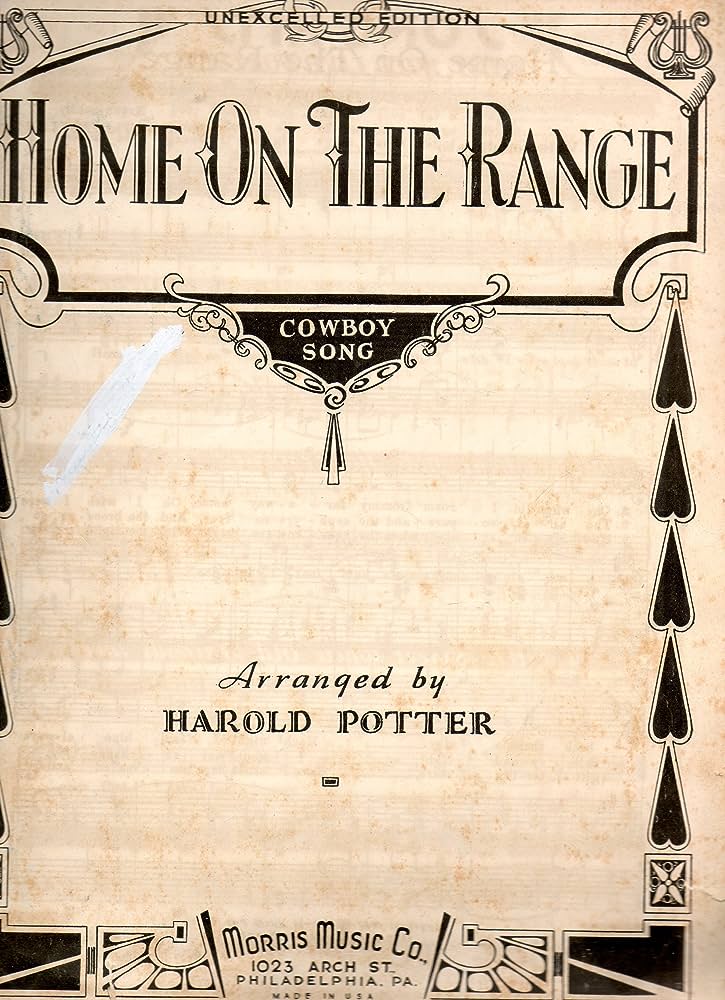 UNEXCELLED EDITION
HOME ON THE RANGE
COWBOY
SONG
Arranged by
HAROLD POTTER
MORRIS MUSIC CO.,
1023 ARCH ST.
PHILADELPHIA, PA.
MADE IN USA